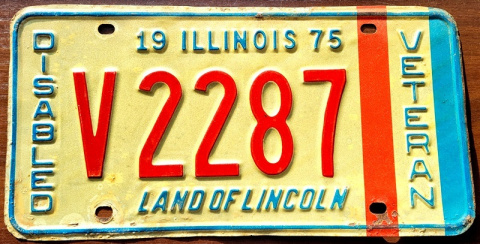 19 ILLINOIS 75
DISABLED
V2287
VETERAN
LAND OF LINCOLN